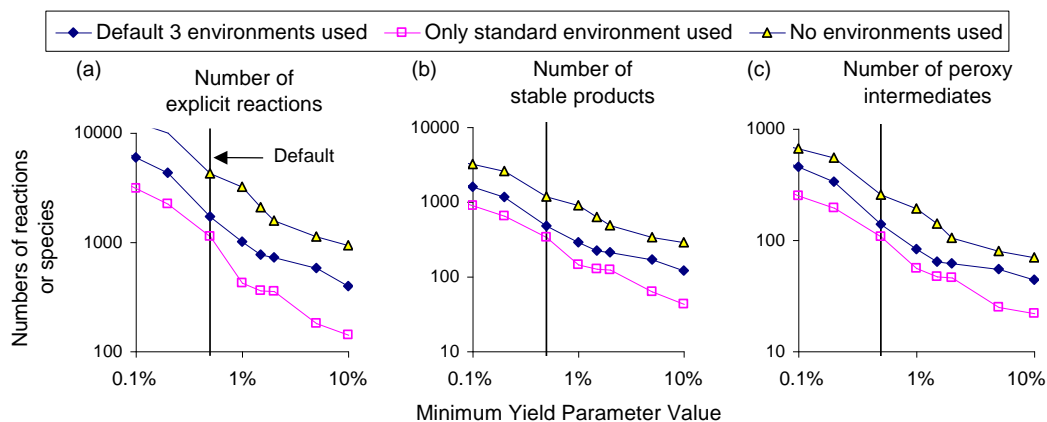 Default 3 environments used Only standard environment used No environments used
(a) Number of explicit reactions
(b) Number of stable products
(c) Number of peroxy intermediates
Numbers of reactions or species
10000
1000
100
Default
0.1% 1% 10%
10000
1000
100
10
0.1% 1% 10%
1000
100
10
0.1% 1% 10%
Minimum Yield Parameter Value